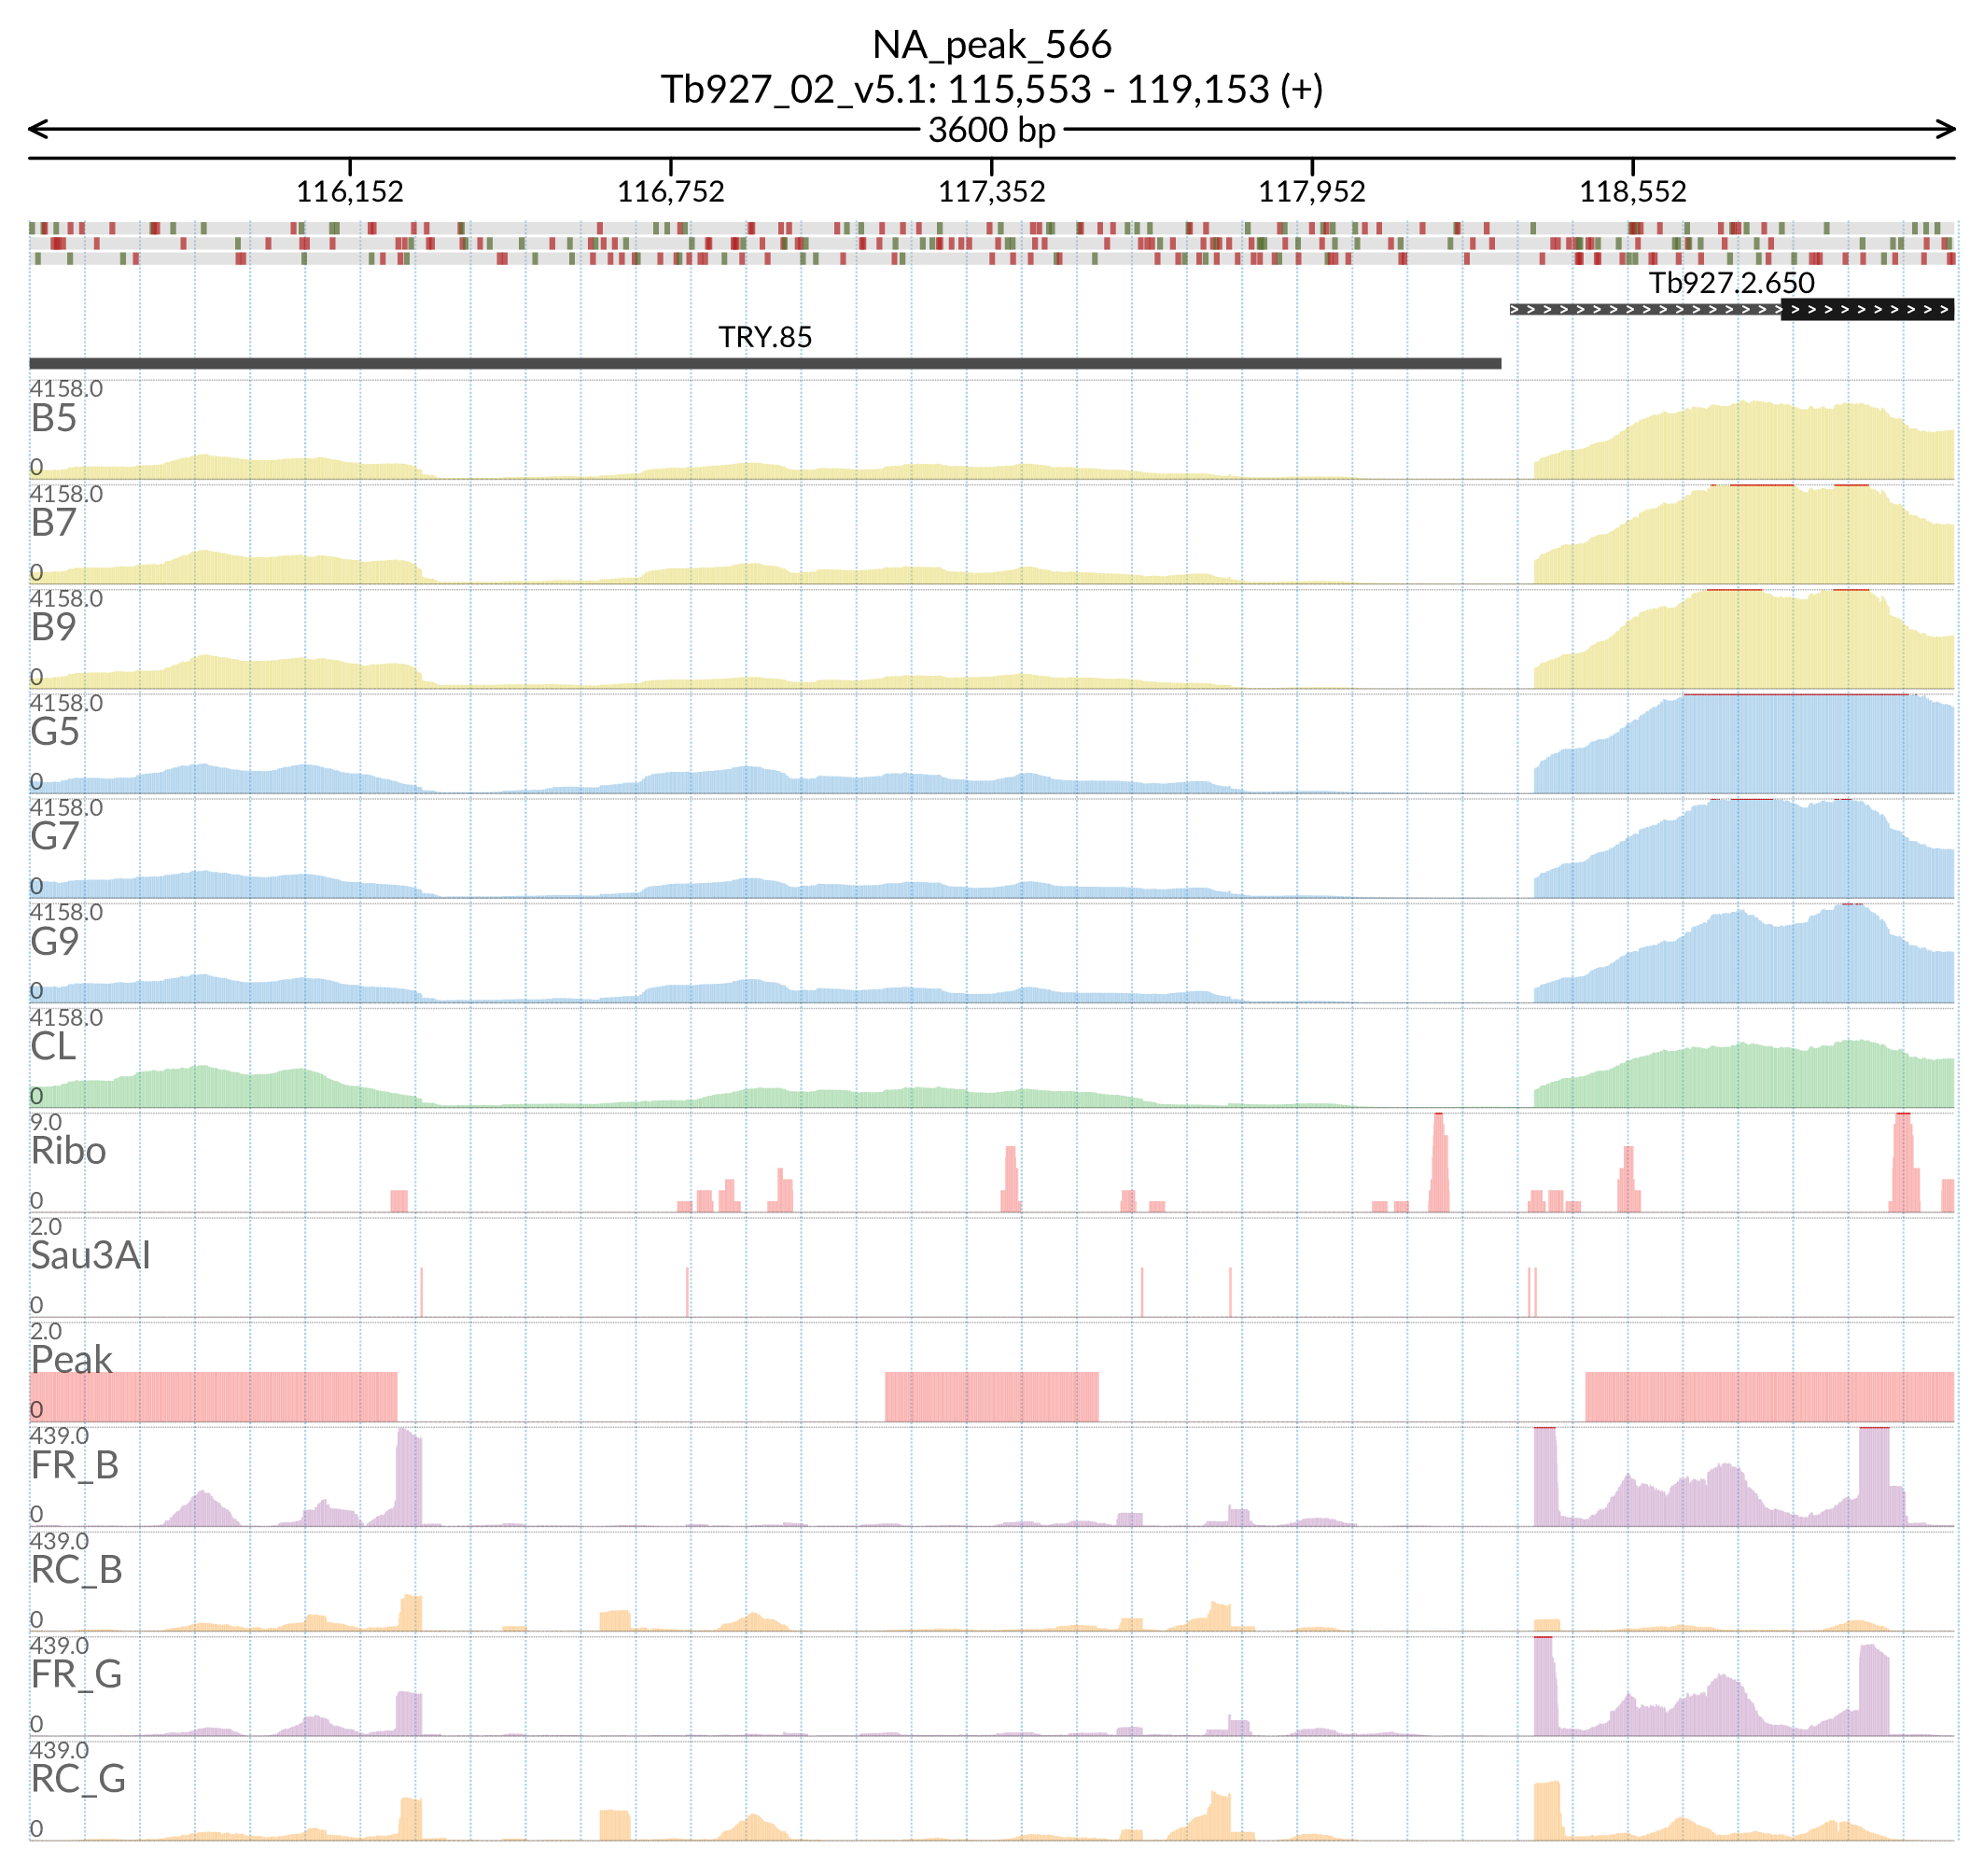 NA_peak_566
Tb927_02_v5.1: 115,553 - 119,153 (+)
3600 bp
116,152 116,752 117,352 117,952 118,552
Tb927.2.650
TRY.85
4158.0
B5
0
4158.0
B7
0
4158.0
B9
0
4158.0
G5
0
4158.0
G7
0
4158.0
G9
0
4158.0
CL
0
9.0
Ribo
0
2.0
Sau3AI
0
2.0
Peak
0
439.0
FR_B
0
439.0
RC_B
0
439.0
FR_G
0
439.0
RC_G
0